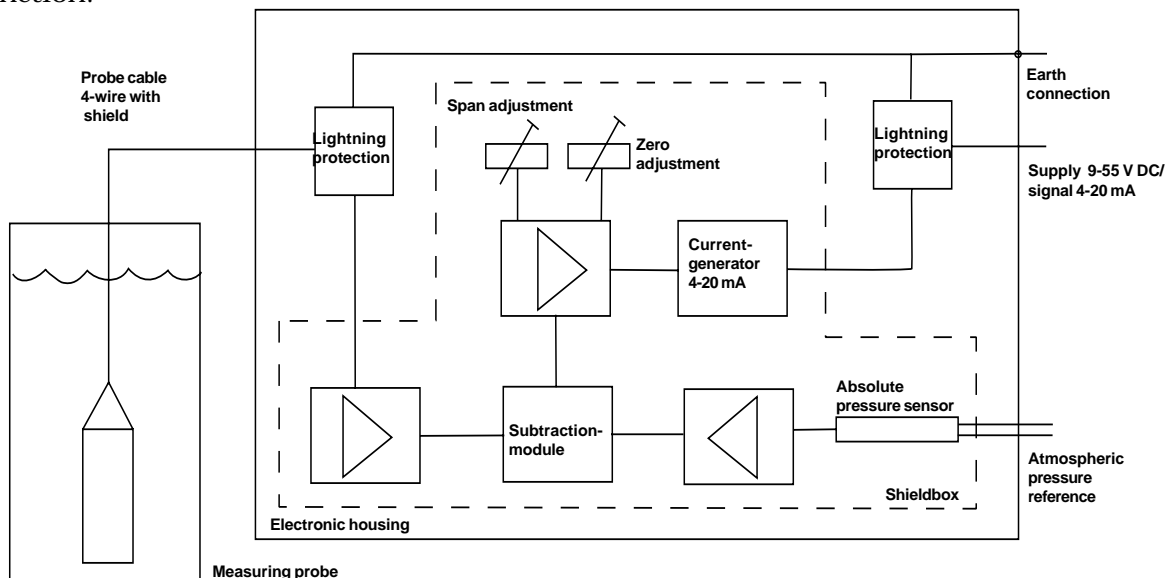 Probe cable
4-wire with
shield
Lightning
protection
Span adjustment
Zero
adjustment
Lightning
protection
Earth
connection
Supply 9-55 V DC/
signal 4-20 mA
Current-
generator
4-20 mA
Subtraction-
module
Absolute
pressure sensor
Atmospheric
pressure
reference
Shieldbox
Electronic housing
Measuring probe